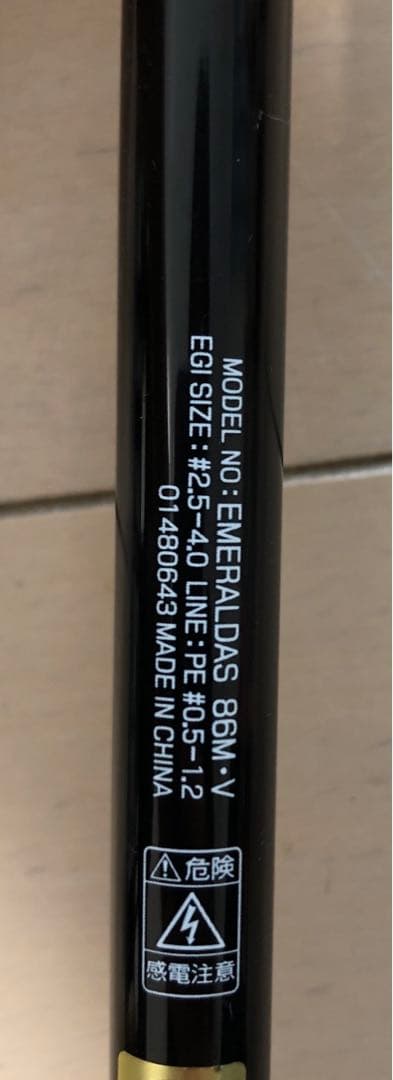 MODEL NO:EMERALDAS 86M・V
EGI SIZE:#2.5-4.0 LINE:PE #0.5-1.2
01480643 MADE IN CHINA
危険
感電注意